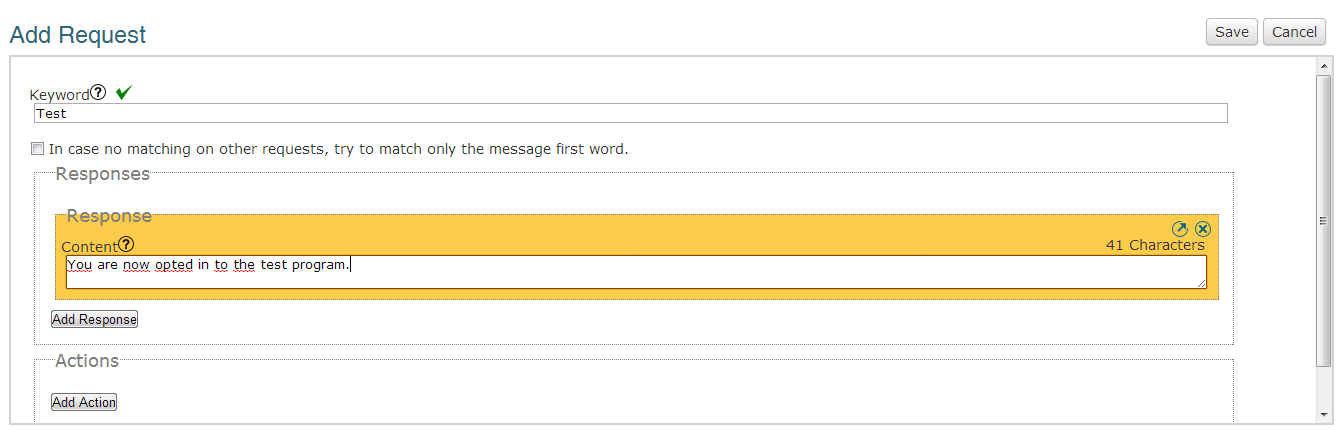 Add Request
Save
Cancel
Keyword?
Test
In case no matching on other requests, try to match only the message first word.
Responses
Response
Content?
41 Characters
You are now opted in to the test program.
Add Response
Actions
Add Action